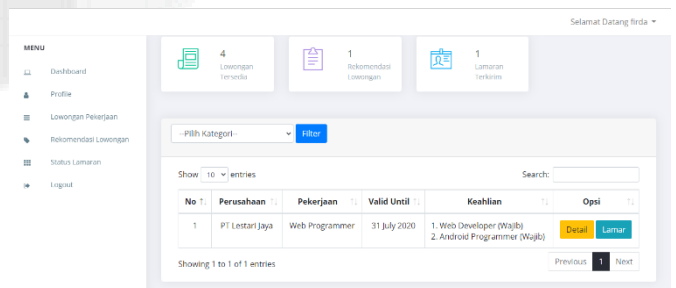 Selamat Datang firda
MENU
Dashboard
Profile
Lowongan Pekerjaan
Rekomendasi Lowongan
Status Lamaran
Logout
4
Lowongan
Tersedia
1
Rekomendasi
Lowongan
1
Lamaran
Terkirim
--Pilih Kategori--
Filter
Show 10 entries
Search:
No Perusahaan Pekerjaan Valid Until Keahlian Opsi
1 PT Lestari Jaya Web Programmer 31 July 2020 1. Web Developer (Wajib) Detail Lamar
2. Android Programmer (Wajib)
Showing 1 to 1 of 1 entries
Previous 1 Next